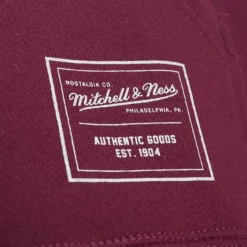 NOSTALGIA CO.
Mitchell & Ness
PHILADELPHIA, PA.
AUTHENTIC GOODS
EST. 1904